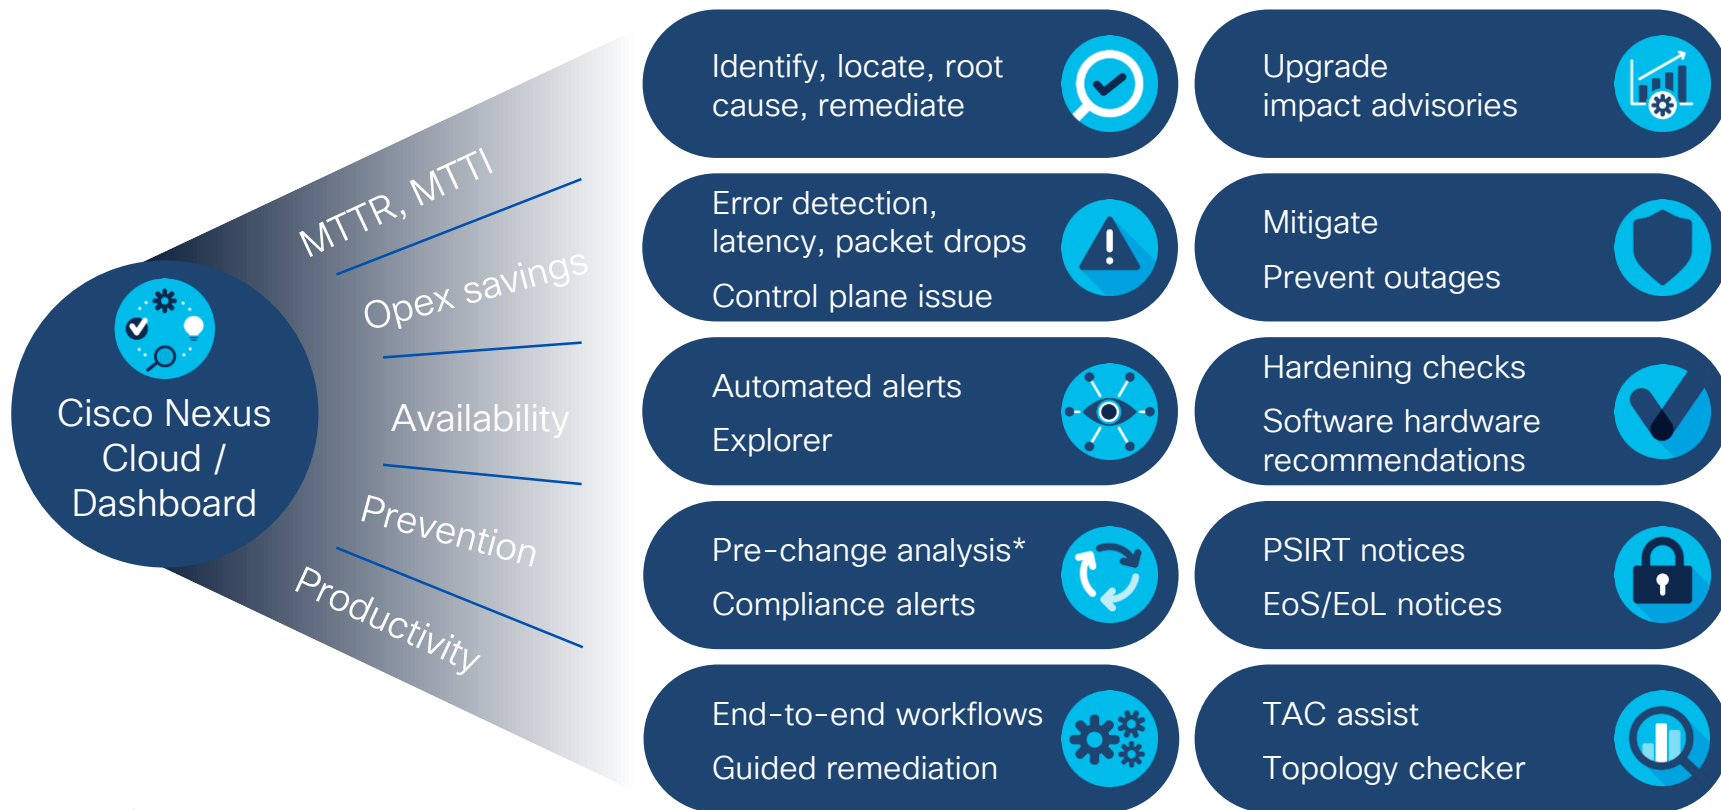 Cisco Nexus
Cloud /
Dashboard
MTTR, MTTI
Opex savings
Availability
Prevention
Productivity
Identify, locate, root
cause, remediate
Upgrade
impact advisories
Error detection,
latency, packet drops
Control plane issue
Mitigate
Prevent outages
Automated alerts
Explorer
Hardening checks
Software hardware
recommendations
Pre-change analysis*
Compliance alerts
PSIRT notices
EoS/EoL notices
End-to-end workflows
Guided remediation
TAC assist
Topology checker